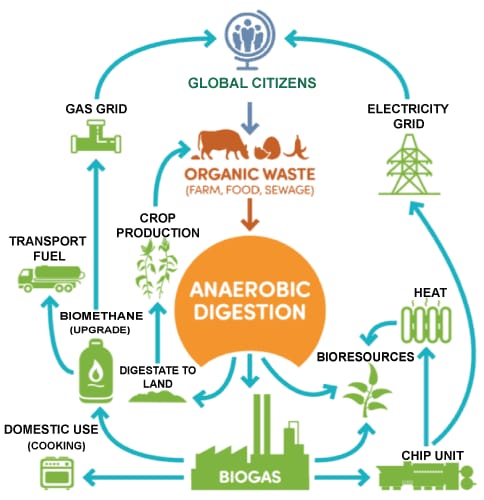 GLOBAL CITIZENS
GAS GRID
ELECTRICITY
GRID
ORGANIC WASTE
(FARM, FOOD, SEWAGE)
CROP
PRODUCTION
TRANSPORT
FUEL
ANAEROBIC
DIGESTION
HEAT
BIOMETHANE
(UPGRADE)
BIORESOURCES
DIGESTATE TO
LAND
DOMESTIC USE
(COOKING)
BIOGAS
CHIP UNIT